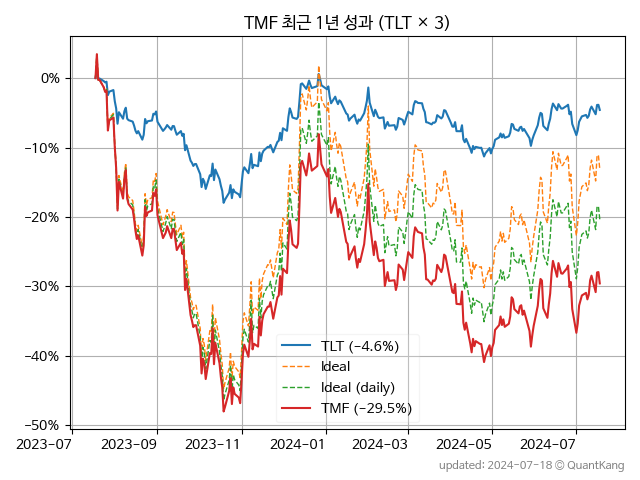 TMF 최근 1년 성과 (TLT × 3)
0%
−10%
−20%
−30%
−40%
−50%
TLT (−4.6%)
Ideal
Ideal (daily)
TMF (−29.5%)
2023-07
2023-09
2023-11
2024-01
2024-03
2024-05
2024-07
updated: 2024-07-18 © QuantKang